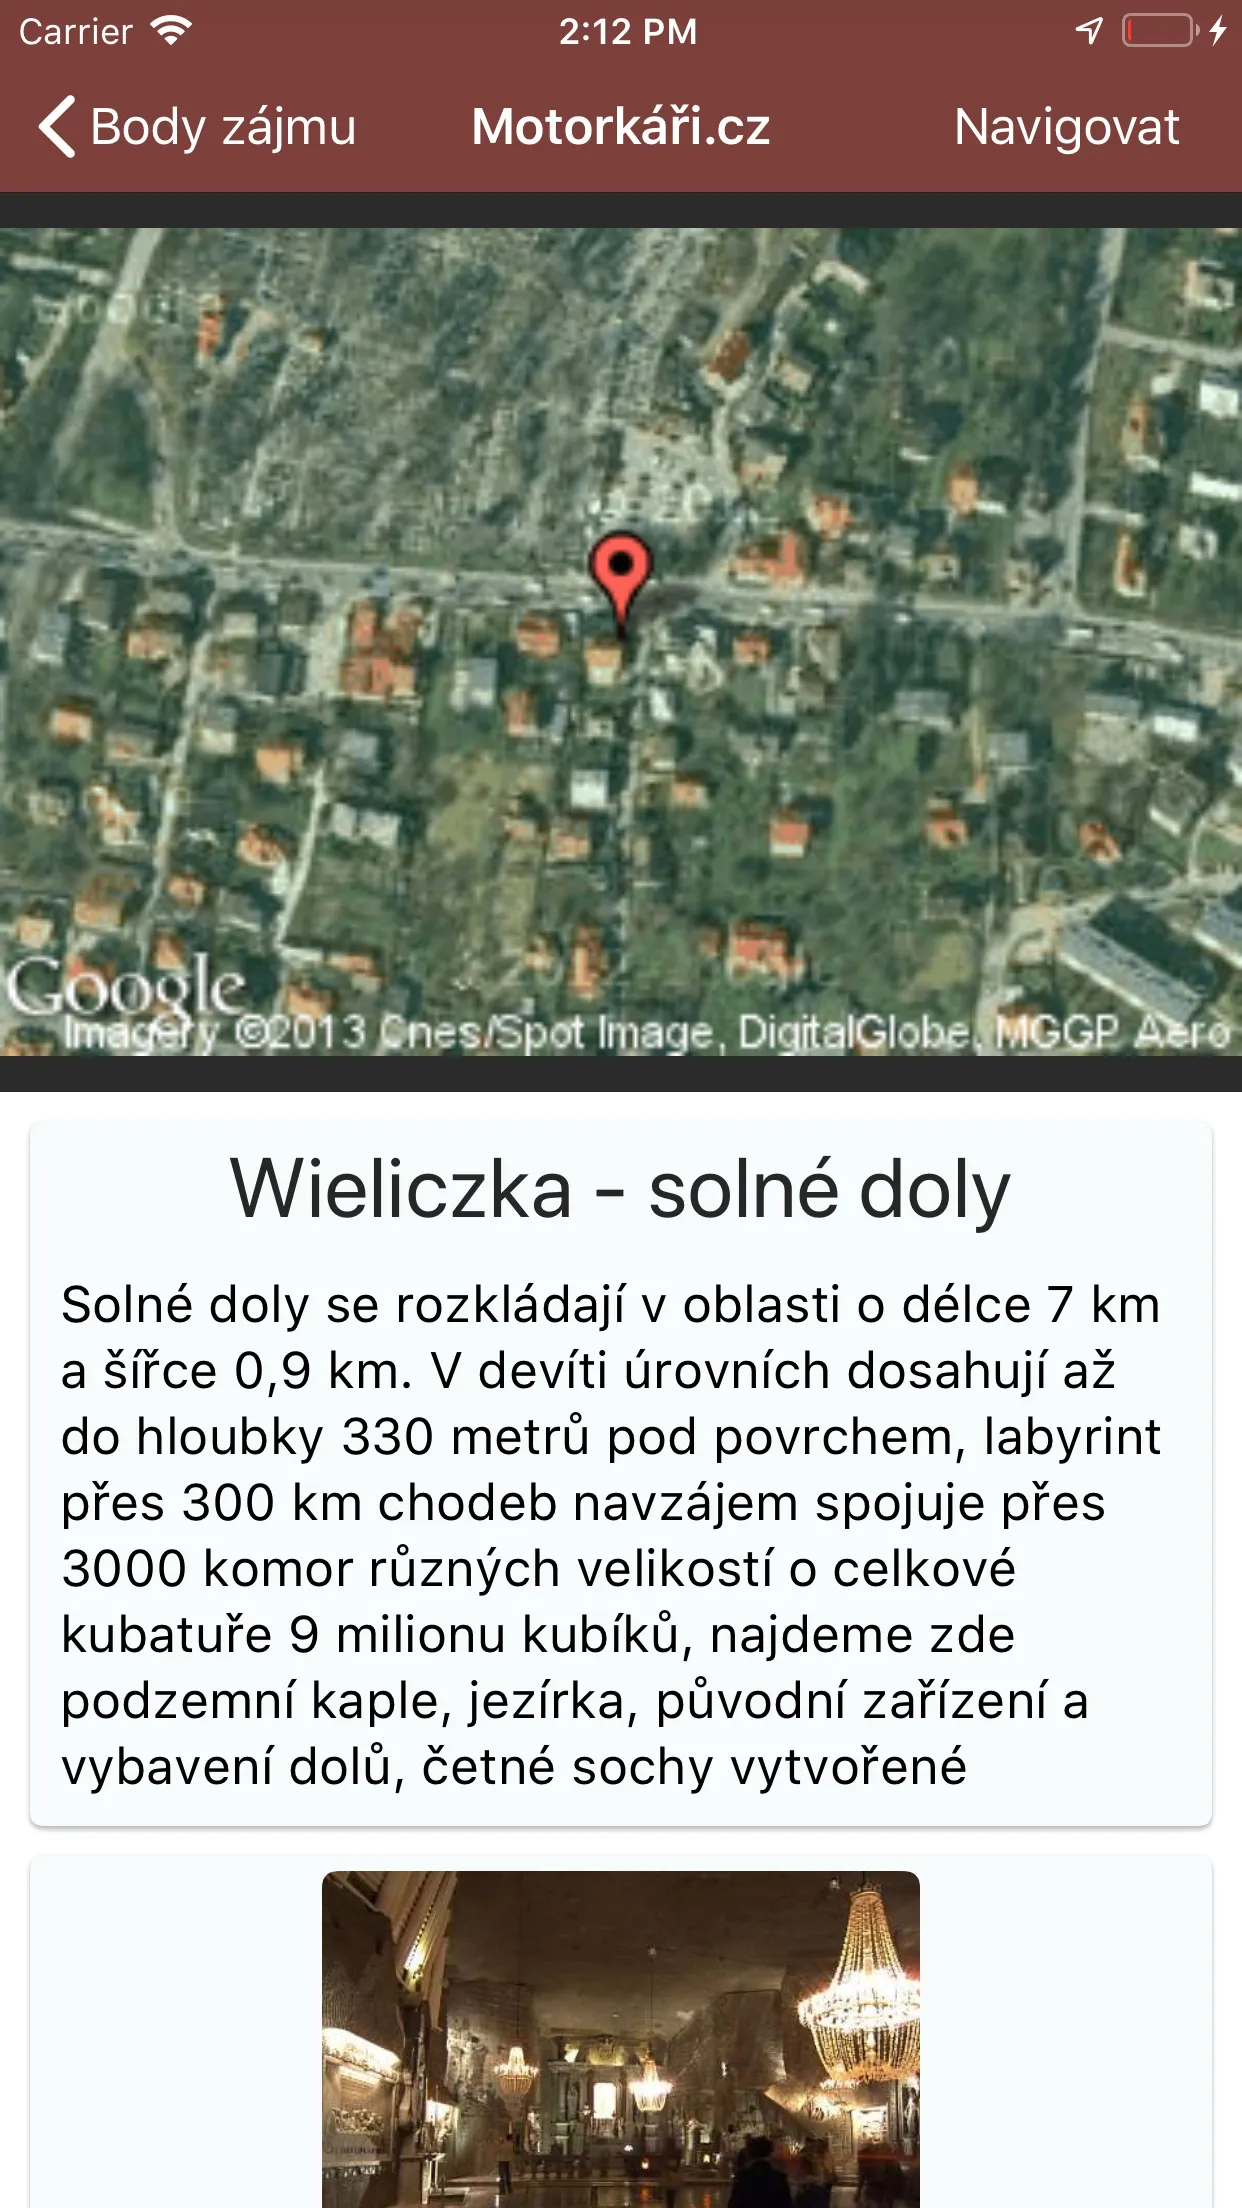 Carrier 2:12 PM
Body zájmu Motorkáři.cz Navigovat
Google
Imagery ©2013 Cnes/Spot Image, DigitalGlobe, MGGP Aero
Wieliczka - solné doly
Solné doly se rozkládají v oblasti o délce 7 km
a šířce 0,9 km. V devíti úrovních dosahují až
do hloubky 330 metrů pod povrchem, labyrint
přes 300 km chodeb navzájem spojuje přes
3000 komor různých velikostí o celkové
kubatuře 9 milionu kubíků, najdeme zde
podzemní kaple, jezírka, původní zařízení a
vybavení dolů, četné sochy vytvořené